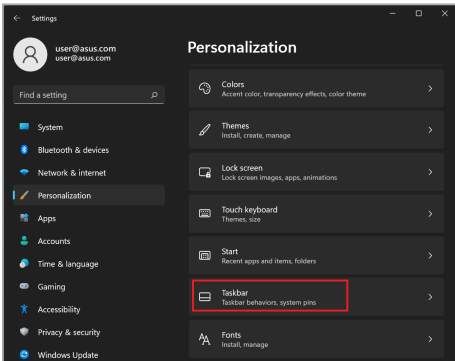 Settings
user@asus.com
user@asus.com
Find a setting
System
Bluetooth & devices
Network & internet
Personalization
Apps
Accounts
Time & language
Gaming
Accessibility
Privacy & security
Windows Update
Personalization
Colors
Accent color, transparency effects, color theme
Themes
Install, create, manage
Lock screen
Lock screen images, apps, animations
Touch keyboard
Themes, size
Start
Recent apps and items, folders
Taskbar
Taskbar behaviors, system pins
Fonts
Install, manage